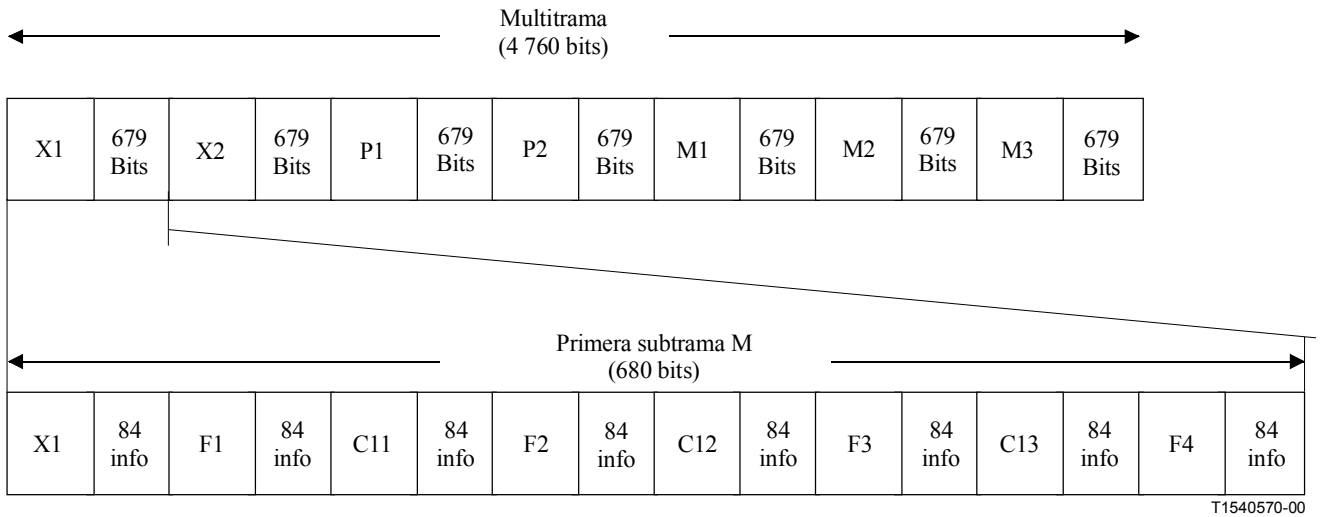 Multitrama
(4 760 bits)
X1 679 Bits X2 679 Bits P1 679 Bits P2 679 Bits M1 679 Bits M2 679 Bits M3 679 Bits
Primera subtrama M
(680 bits)
X1 84 info F1 84 info C11 84 info F2 84 info C12 84 info F3 84 info C13 84 info F4 84 info
T1540570-00